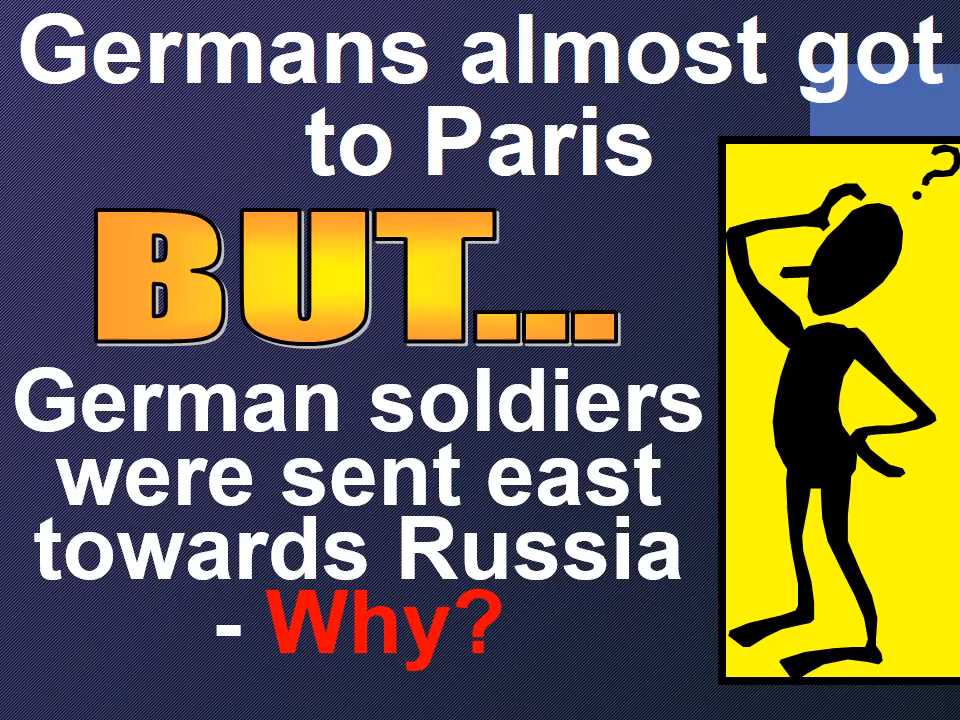 Germans almost got
to Paris
BUT...
?
German soldiers
were sent east
towards Russia
- Why?